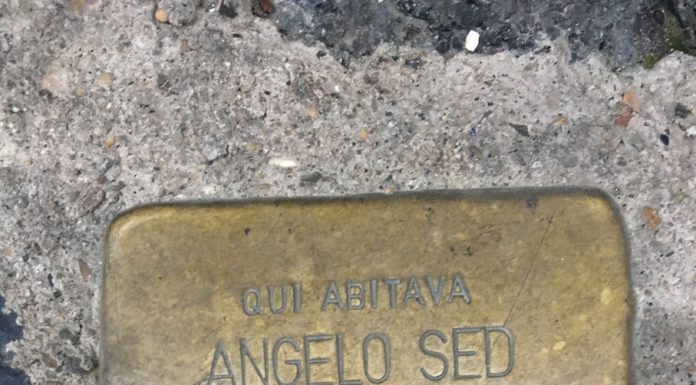 QUI ABITAVA
ANGELO SED